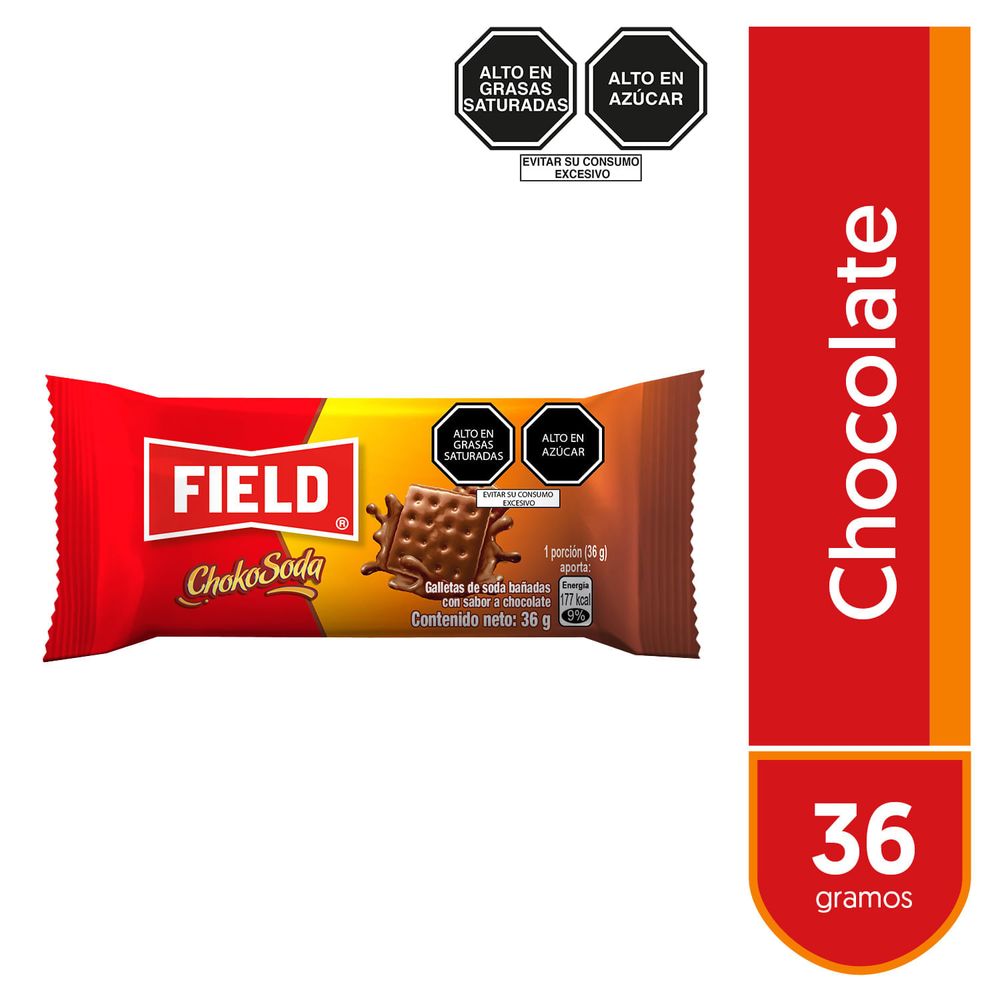 ALTO EN
GRASAS
SATURADAS
ALTO EN
AZÚCAR
EVITAR SU CONSUMO
EXCESIVO
Chocolate
FIELD
®
ChokoSoda
ALTO EN
GRASAS
SATURADAS
ALTO EN
AZÚCAR
EVITAR SU CONSUMO
EXCESIVO
Galletas de soda bañadas
con sabor a chocolate
Contenido neto: 36 g
1 porción (36 g)
aporta:
Energía
177 kcal
9%
36
gramos